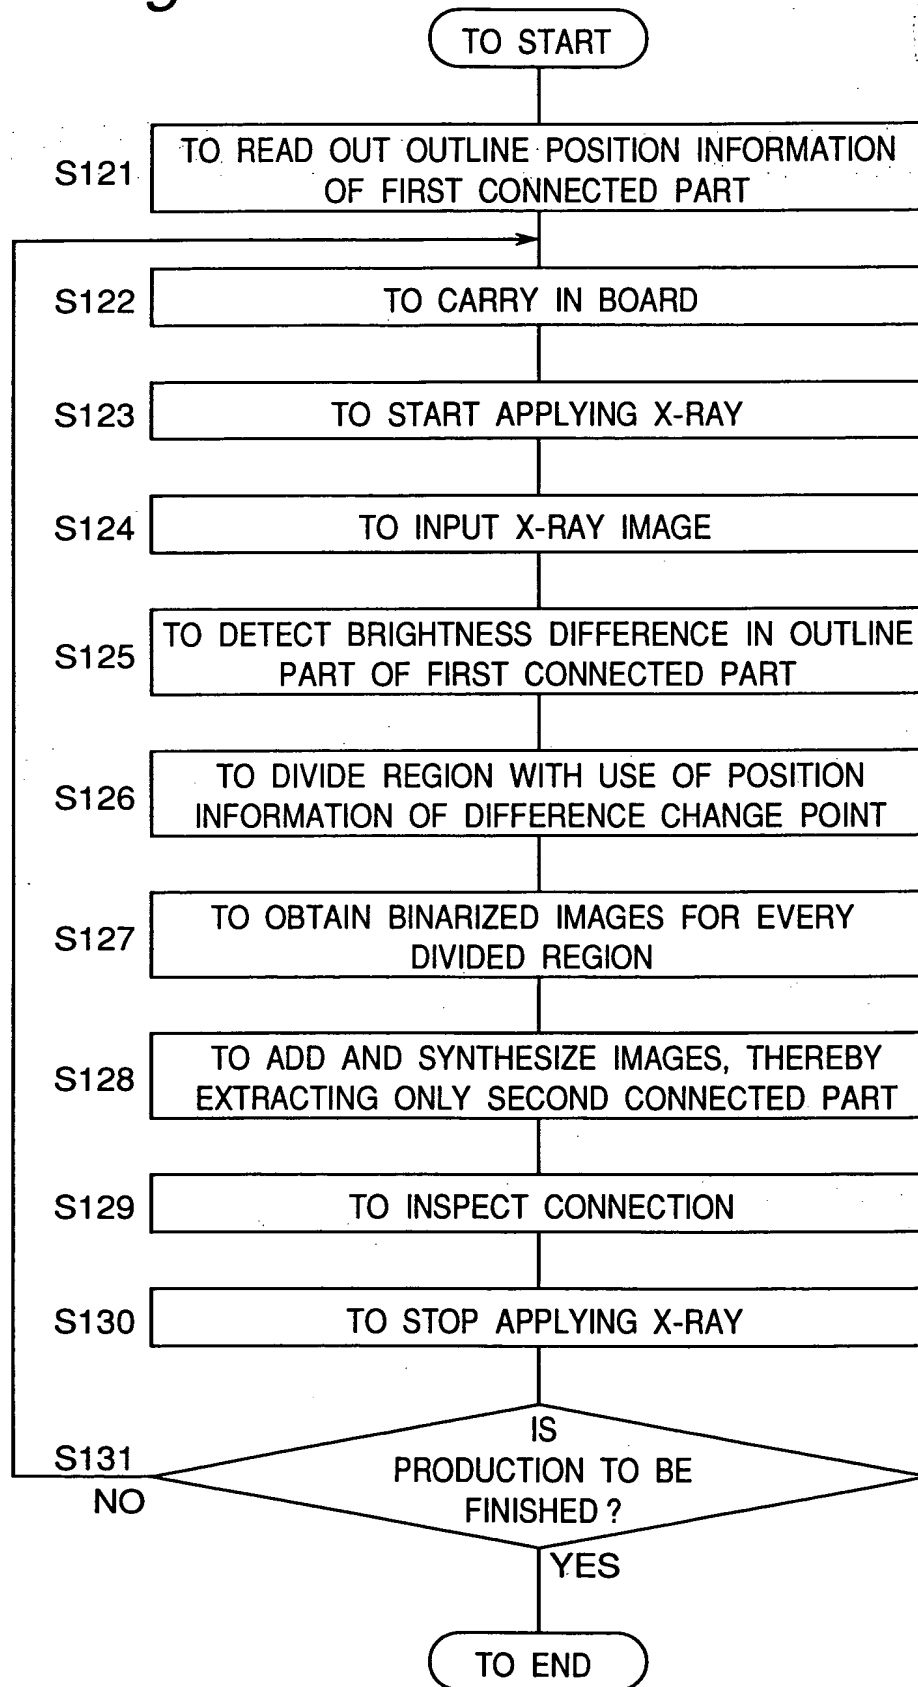 TO START
S121
TO READ OUT OUTLINE POSITION INFORMATION
OF FIRST CONNECTED PART
S122
TO CARRY IN BOARD
S123
TO START APPLYING X-RAY
S124
TO INPUT X-RAY IMAGE
S125
TO DETECT BRIGHTNESS DIFFERENCE IN OUTLINE
PART OF FIRST CONNECTED PART
S126
TO DIVIDE REGION WITH USE OF POSITION
INFORMATION OF DIFFERENCE CHANGE POINT
S127
TO OBTAIN BINARIZED IMAGES FOR EVERY
DIVIDED REGION
S128
TO ADD AND SYNTHESIZE IMAGES, THEREBY
EXTRACTING ONLY SECOND CONNECTED PART
S129
TO INSPECT CONNECTION
S130
TO STOP APPLYING X-RAY
S131
IS
PRODUCTION TO BE
FINISHED ?
NO
YES
TO END